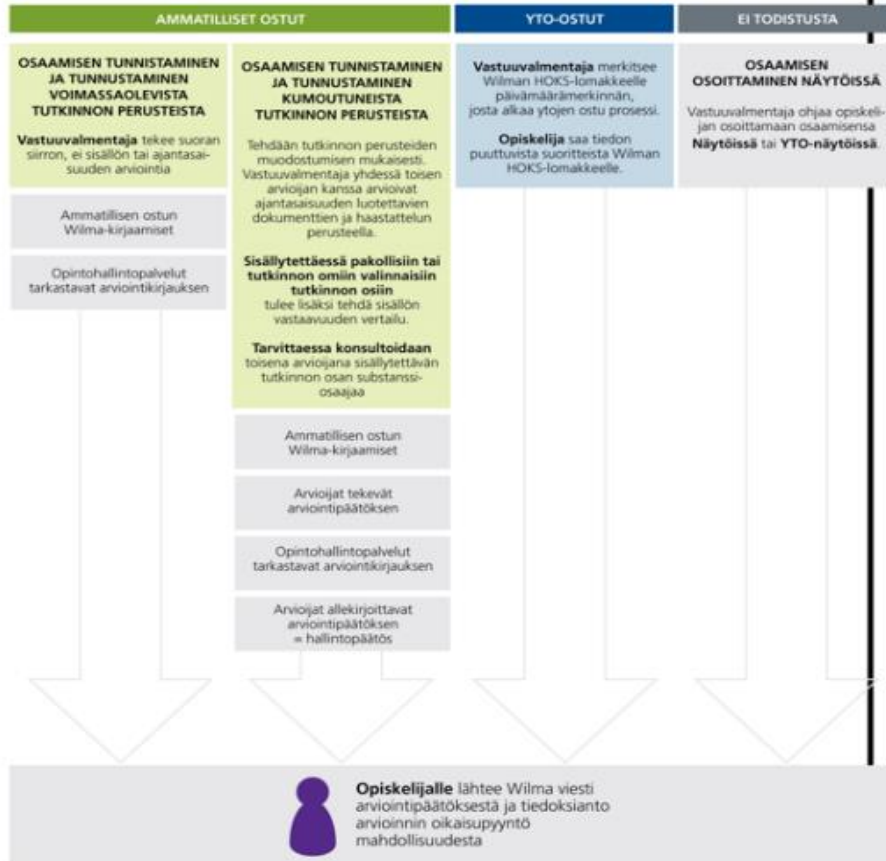 AMMATILLISET OSTUT
YTO-OSTUT
EI TODISTUSTA
OSAAMISEN TUNNISTAMINEN
JA TUNNUSTAMINEN
VOIMASSAOLEVISTA
TUTKINNON PERUSTEISTA
Vastuuvalmentaja tekee suoran
siirron, ei sisällön tai ajantasai-
suuden arviointia
Ammatillisen ostun
Wilma-kirjaamiset
Opintohallintopalvelut
tarkastavat arviointikirjauksen
OSAAMISEN TUNNISTAMINEN
JA TUNNUSTAMINEN
KUMOUTUNEISTA
TUTKINNON PERUSTEISTA
Tehdään tutkinnon perusteiden
muodostumisen mukaisesti.
Vastuuvalmentaja yhdessä toisen
arvioijan kanssa arvioivat
ajantasaisuuden luotettavien
dokumenttien ja haastattelun
perusteella.
Sisällytettäessä pakollisiin tai
tutkinnon omiin valinnaisiin
tutkinnon osiin
tulee lisäksi tehdä sisällön
vastaavuuden vertailu.
Tarvittaessa konsultoidaan
toisena arvioijana sisällytettävän
tutkinnon osan substanssi-
osaajaa
Ammatillisen ostun
Wilma-kirjaamiset
Arvioijat tekevät
arviointipäätöksen
Opintohallintopalvelut
tarkastavat arviointikirjauksen
Arvioijat allekirjoittavat
arviointipäätöksen
= hallintopäätös
Vastuuvalmentaja merkitsee
Wilman HOKS-lomakkeelle
päivämäärämerkinnän,
josta alkaa ytojen ostu prosessi.
Opiskelija saa tiedon
puuttuvista suoritteista Wilman
HOKS-lomakkeelle.
OSAAMISEN
OSOITTAMINEN NÄYTÖISSÄ
Vastuuvalmentaja ohjaa opiskeli-
jan osoittamaan osaamisensa
Näytöissä tai YTO-näytöissä.
Opiskelijalle lähtee Wilma viesti
arviointipäätöksestä ja tiedoksianto
arvioinnin oikaisupyyntö
mahdollisuudesta